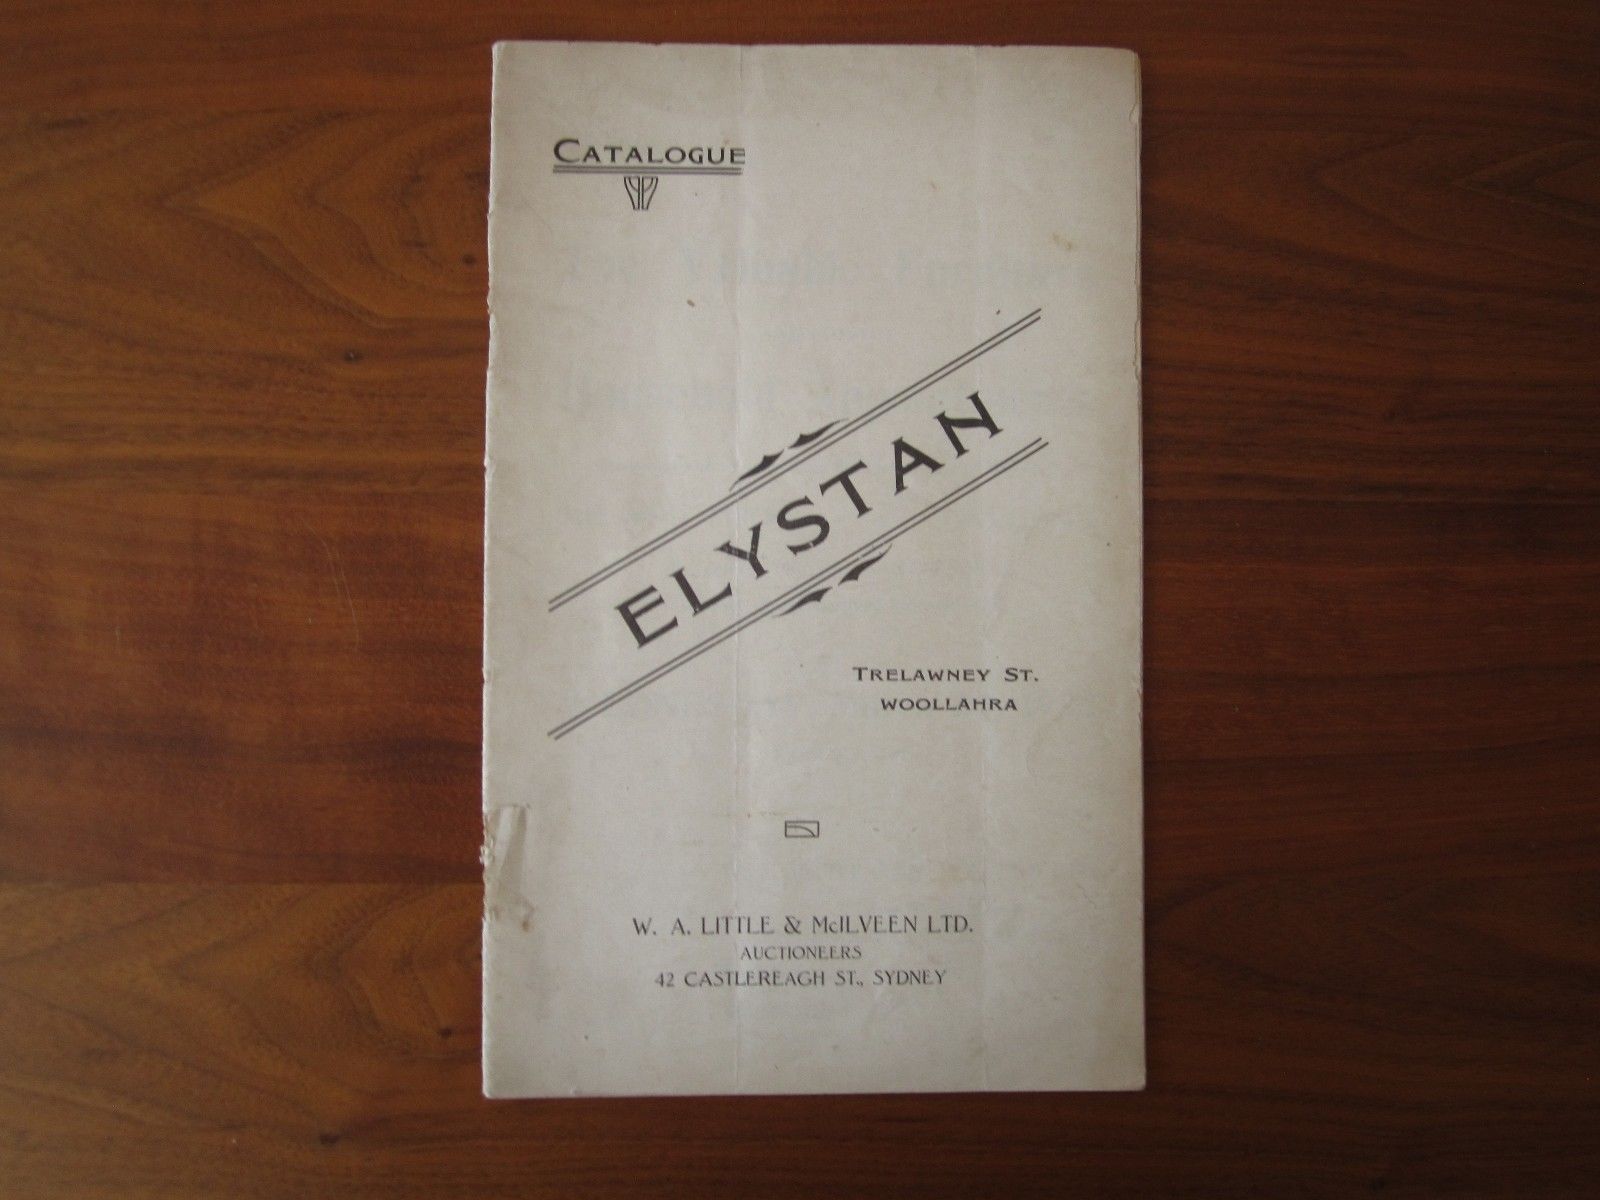 CATALOGUE
ELYSTAN
TRELAWNEY ST.
WOOLLAHRA
W. A. LITTLE & McILVEEN LTD.
AUCTIONEERS
42 CASTLEREAGH ST., SYDNEY